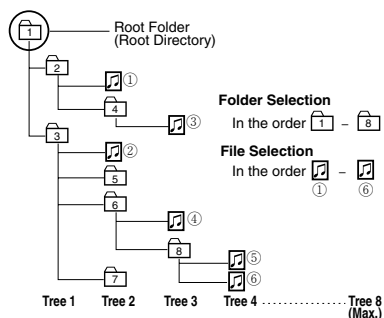 1
Root Folder
(Root Directory)
2
①
4
③
Folder Selection
In the order 1 – 8
3
②
File Selection
In the order – 
① ⑥
5
6
④
8
⑤
⑥
7
Tree 1 Tree 2 Tree 3 Tree 4 ............... Tree 8
(Max.)